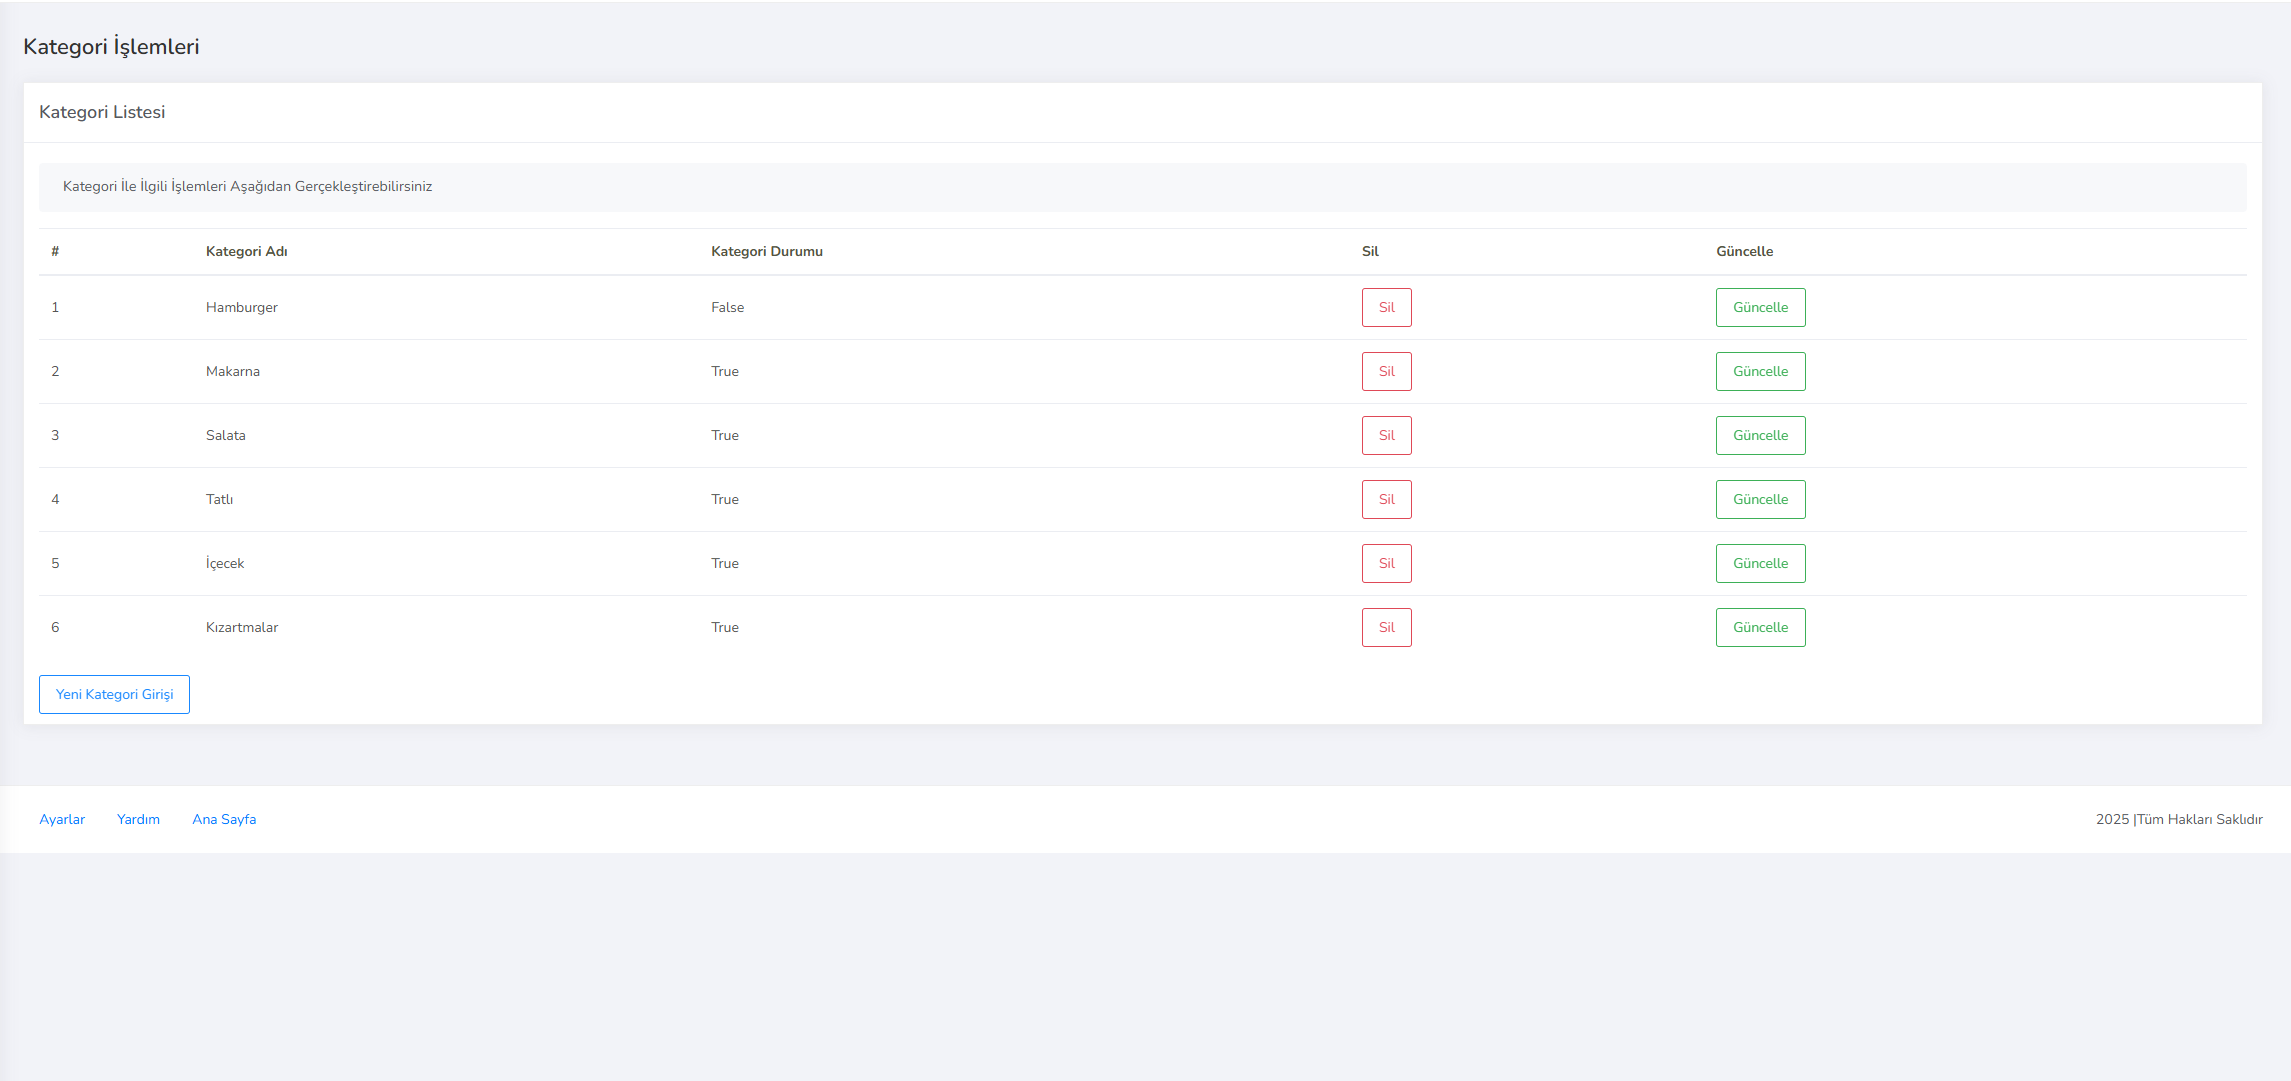 Kategori İşlemleri
Kategori Listesi
Kategori İle İlgili İşlemleri Aşağıdan Gerçekleştirebilirsiniz
# Kategori Adı Kategori Durumu Sil Güncelle
1 Hamburger False Sil Güncelle
2 Makarna True Sil Güncelle
3 Salata True Sil Güncelle
4 Tatlı True Sil Güncelle
5 İçecek True Sil Güncelle
6 Kızartmalar True Sil Güncelle
Yeni Kategori Girişi
Ayarlar Yardım Ana Sayfa 2025 |Tüm Hakları Saklıdır